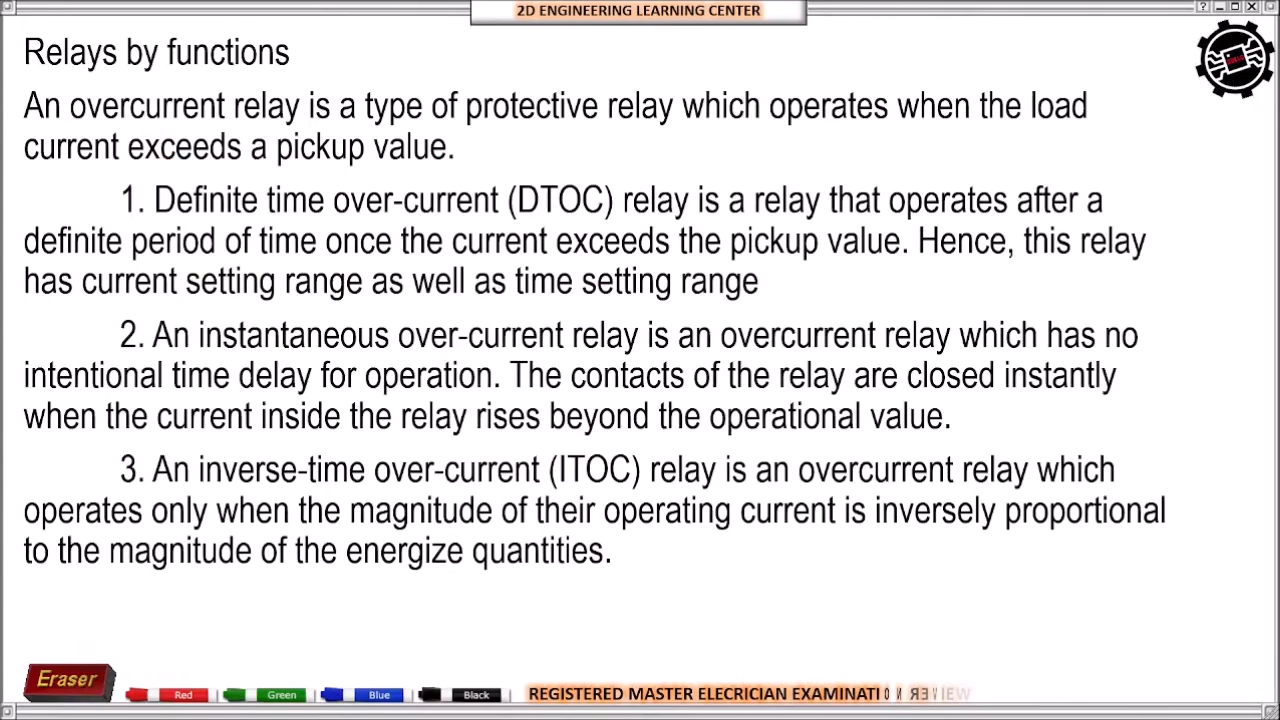 2D ENGINEERING LEARNING CENTER
Relays by functions
An overcurrent relay is a type of protective relay which operates when the load
current exceeds a pickup value.
1. Definite time over-current (DTOC) relay is a relay that operates after a
definite period of time once the current exceeds the pickup value. Hence, this relay
has current setting range as well as time setting range
2. An instantaneous over-current relay is an overcurrent relay which has no
intentional time delay for operation. The contacts of the relay are closed instantly
when the current inside the relay rises beyond the operational value.
3. An inverse-time over-current (ITOC) relay is an overcurrent relay which
operates only when the magnitude of their operating current is inversely proportional
to the magnitude of the energize quantities.
Eraser
Red
Green
Blue
Black
REGISTERED MASTER ELECRICIAN EXAMINATION REVIEW